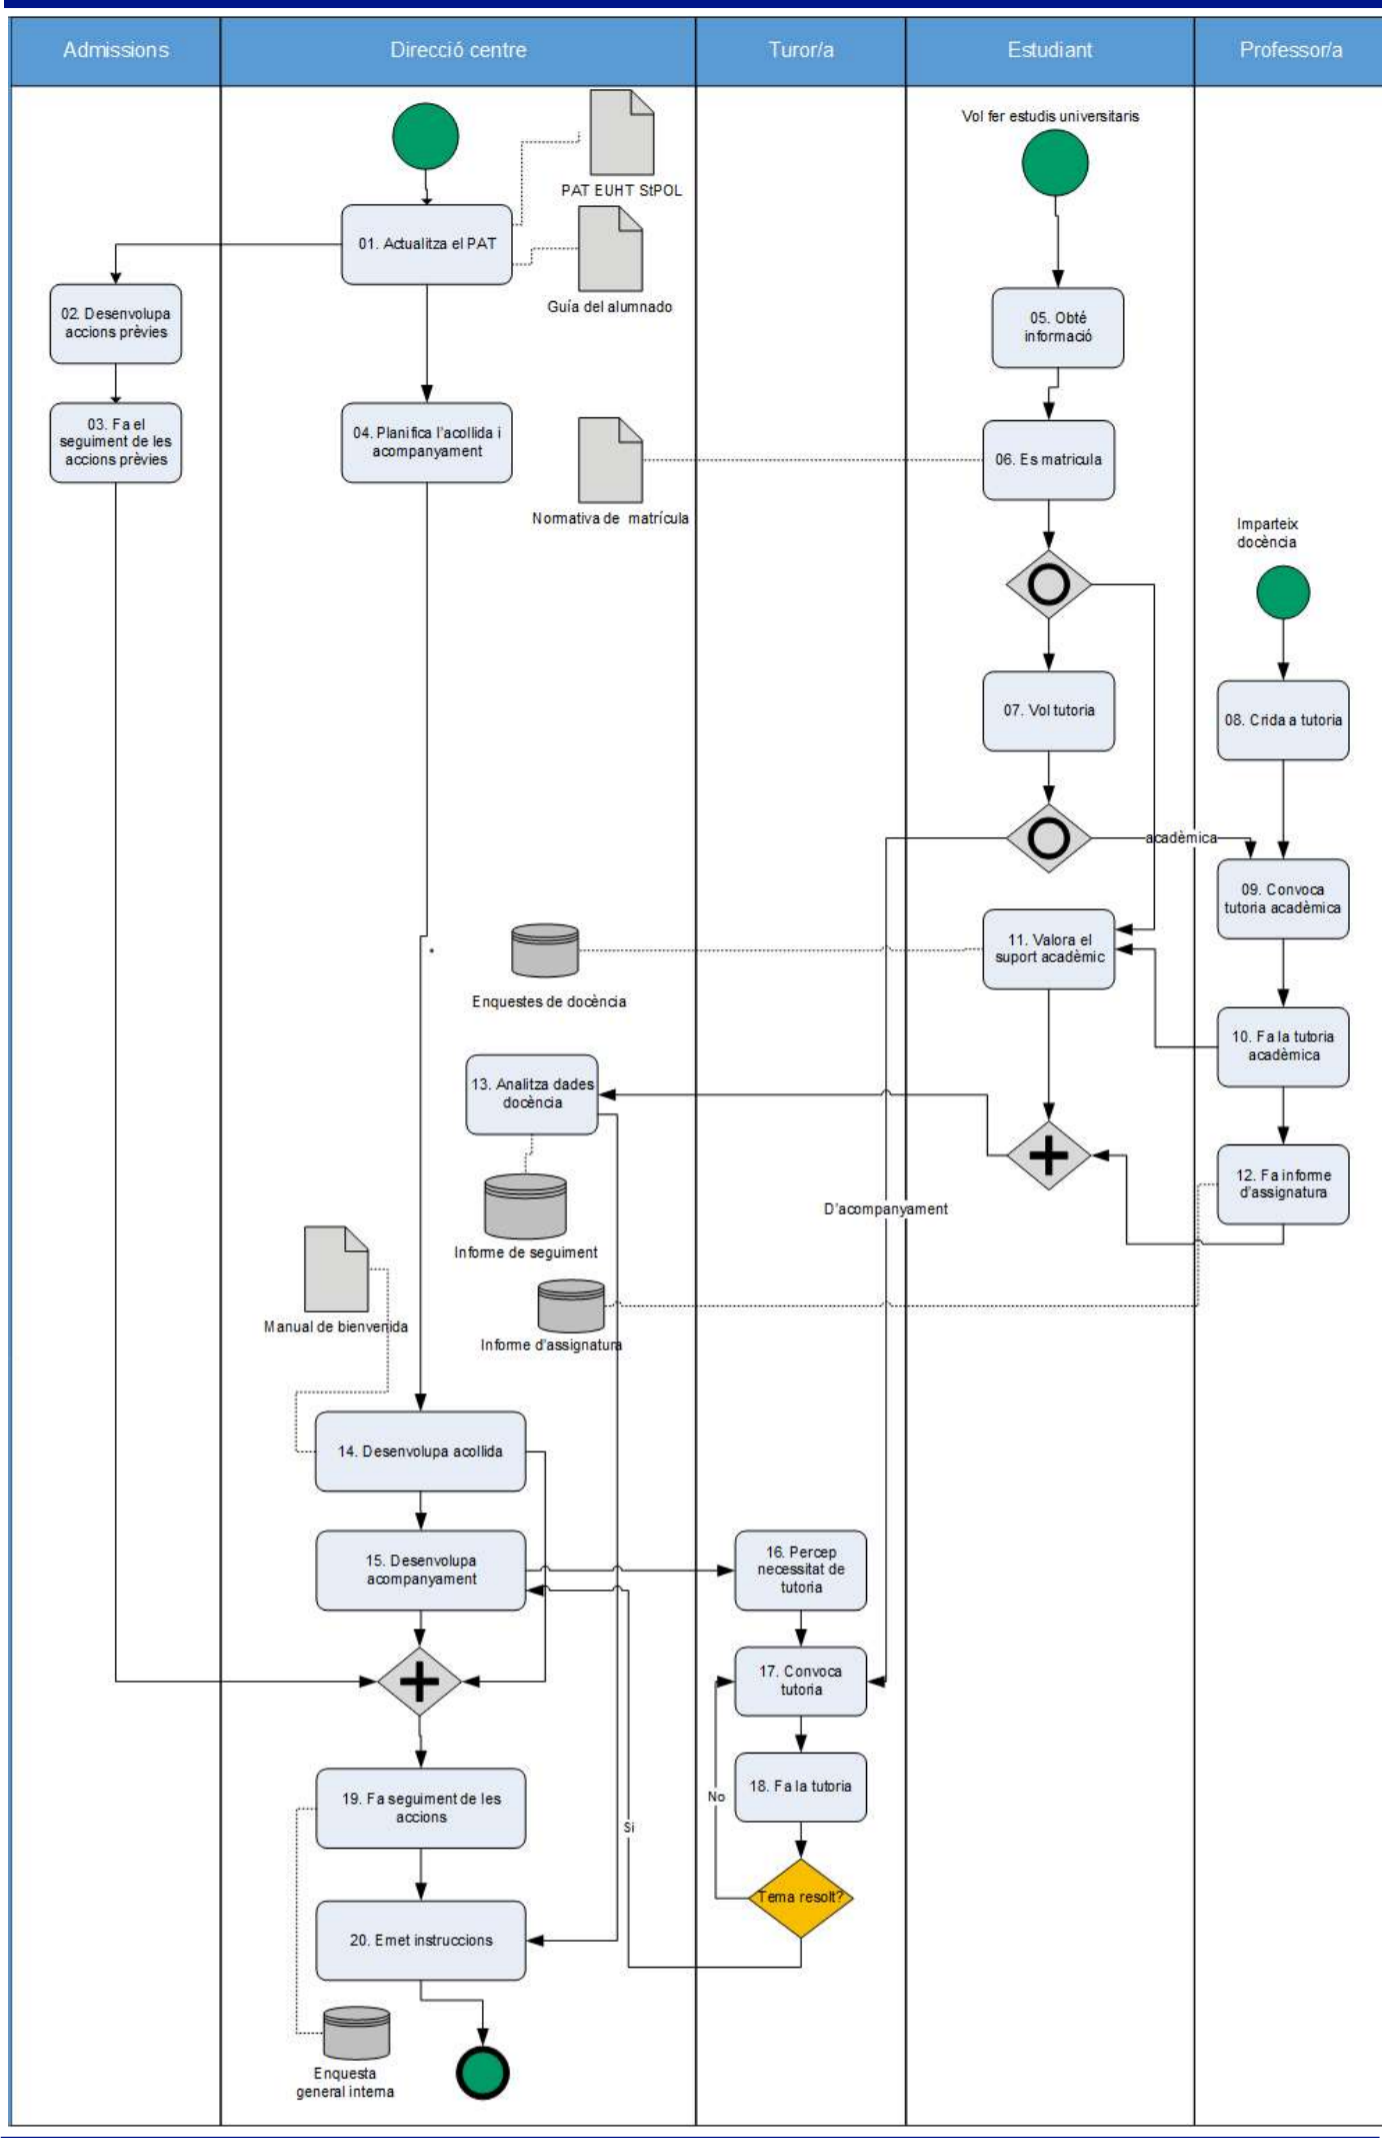 Admissions
Direcció centre
Turor/a
Estudiant
Professor/a
Vol fer estudis universitaris
PAT EUHT StPOL
01. Actualitza el PAT
Guía del alumnado
02. Desenvolupa
accions prèvies
05. Obté
informació
03. Fa el
seguiment de les
accions prèvies
04. Planifica l'acollida i
acompanyament
06. Es matricula
Normativa de matrícula
Imparteix
docència
07. Vol tutoria
08. Crida a tutoria
acadèmica
09. Convoca
tutoria acadèmica
11. Valora el
suport acadèmic
Enquestes de docència
10. Fa la tutoria
acadèmica
13. Analitza dades
docència
12. Fa informe
d'assignatura
D'acompanyament
Informe de seguiment
Manual de bienvenida
Informe d'assignatura
14. Desenvolupa acollida
15. Desenvolupa
acompanyament
16. Percep
necessitat de
tutoria
17. Convoca
tutoria
18. Fa la tutoria
No
19. Fa seguiment de les
accions
Si
Tema resolt?
20. Emet instruccions
Enquesta
general interna